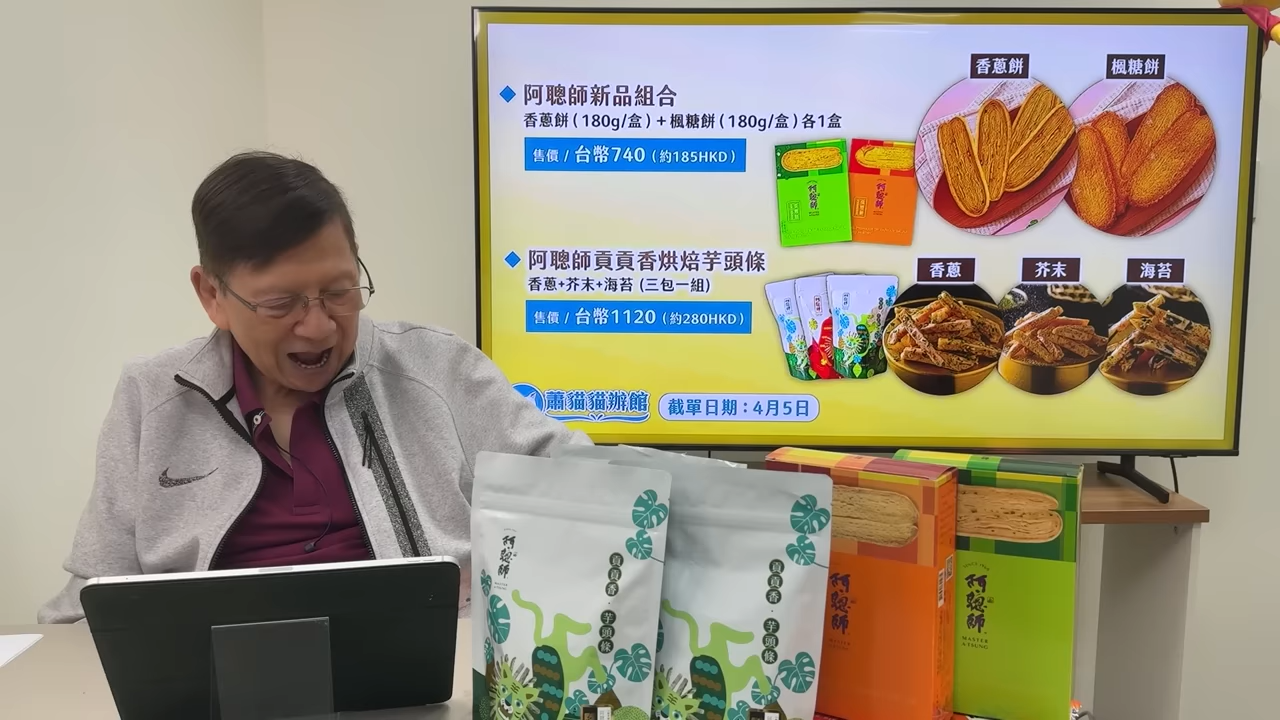 香蔥餅
楓糖餅
阿聰師新品組合
香蔥餅(180g/盒)+楓糖餅(180g/盒)各1盒
售價 / 台幣740 (約185HKD)
阿聰師
阿聰師
阿聰師貢貢香烘焙芋頭條
香蔥+芥末+海苔 (三包一組)
售價 / 台幣1120 (約280HKD)
香蔥
芥末
海苔
蕭貓貓辦館
截單日期:4月5日
阿聰師
貢貢香·芋頭條
貢貢香·芋頭條
阿聰師
MASTER
阿聰師
MASTER
A TSUNG